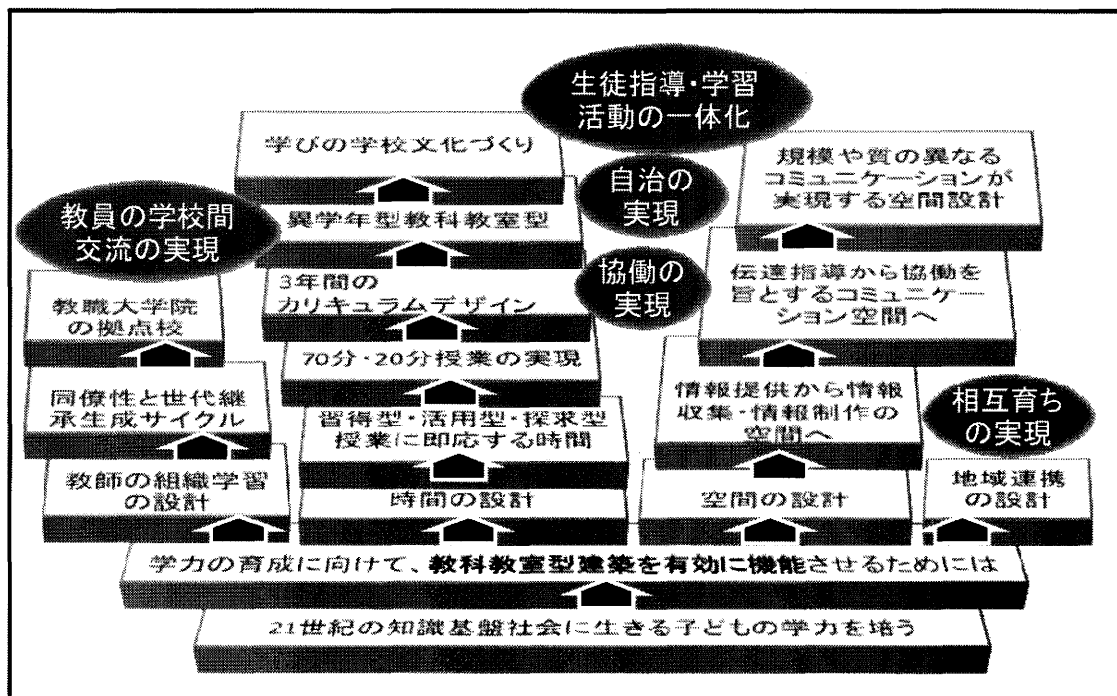 生徒指導・学習
活動の一体化
学びの学校文化づくり
規模や質の異なる
コミュニケーションが
実現する空間設計
自治の
実現
教員の学校間
交流の実現
異学年型教科教室型
協働の
実現
伝達指導から協働を
旨とするコミュニケー
ション空間へ
3年間の
カリキュラムデザイン
教職大学院
の拠点校
70分・20分授業の実現
同僚性と世代継
承生成サイクル
情報提供から情報
収集・情報制作の
空間へ
相互育ち
の実現
習得型・活用型・探求型
授業に即応する時間
教師の組織学習
の設計
時間の設計
空間の設計
地域連携
の設計
学力の育成に向けて、教科教室型建築を有効に機能させるためには
21世紀の知識基盤社会に生きる子どもの学力を培う